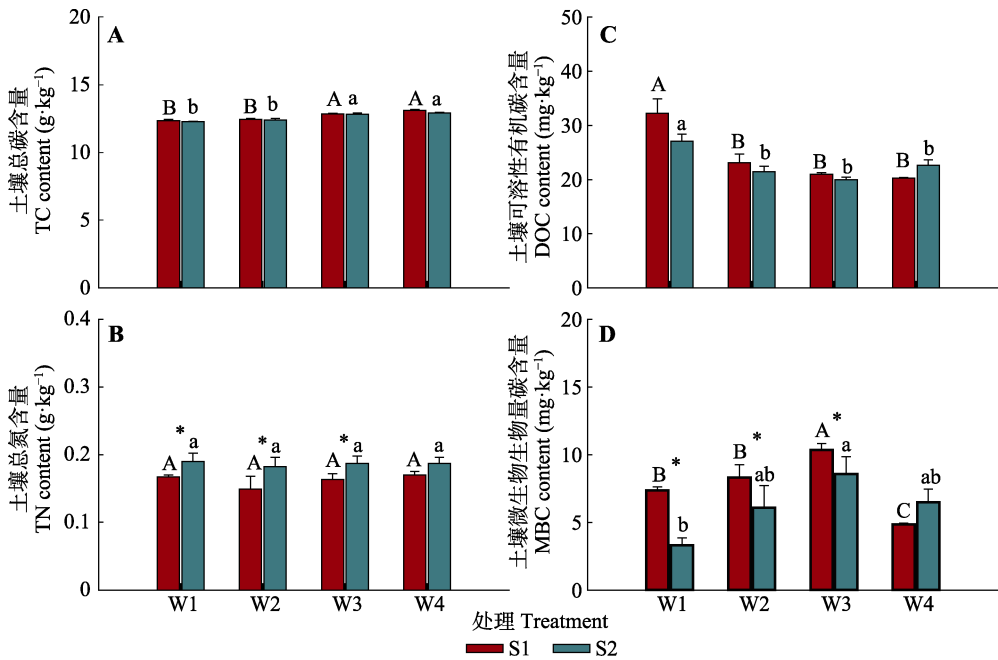 A
土壤总碳含量
TC content (g·kg⁻¹)
20
15
10
5
0
B b B b A a A a
C
土壤可溶性有机碳含量
DOC content (mg·kg⁻¹)
50
40
30
20
10
0
A a B b B b B b
B
土壤总氮含量
TN content (g·kg⁻¹)
0.4
0.3
0.2
0.1
0
* * *
A a A a A a A a
W1 W2 W3 W4
D
土壤微生物生物量碳含量
MBC content (mg·kg⁻¹)
20
15
10
5
0
* * *
B b B ab A a C ab
W1 W2 W3 W4
处理 Treatment
S1 S2